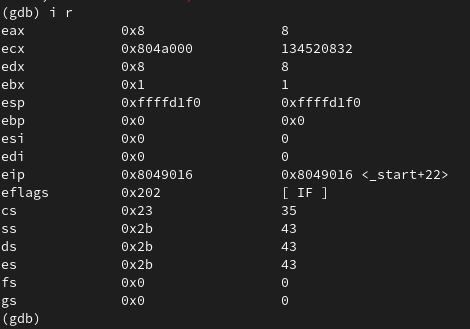 (gdb) i r
eax            0x8                 8
ecx            0x804a000           134520832
edx            0x8                 8
ebx            0x1                 1
esp            0xffffd1f0          0xffffd1f0
ebp            0x0                 0x0
esi            0x0                 0
edi            0x0                 0
eip            0x8049016           0x8049016 <_start+22>
eflags         0x202               [ IF ]
cs             0x23                35
ss             0x2b                43
ds             0x2b                43
es             0x2b                43
fs             0x0                 0
gs             0x0                 0
(gdb)